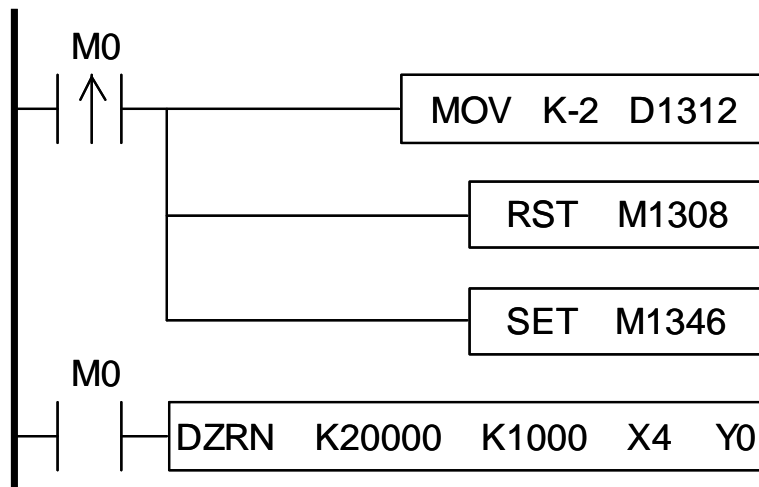 M0
MOV K-2 D1312
RST M1308
SET M1346
M0
DZRN K20000 K1000 X4 Y0